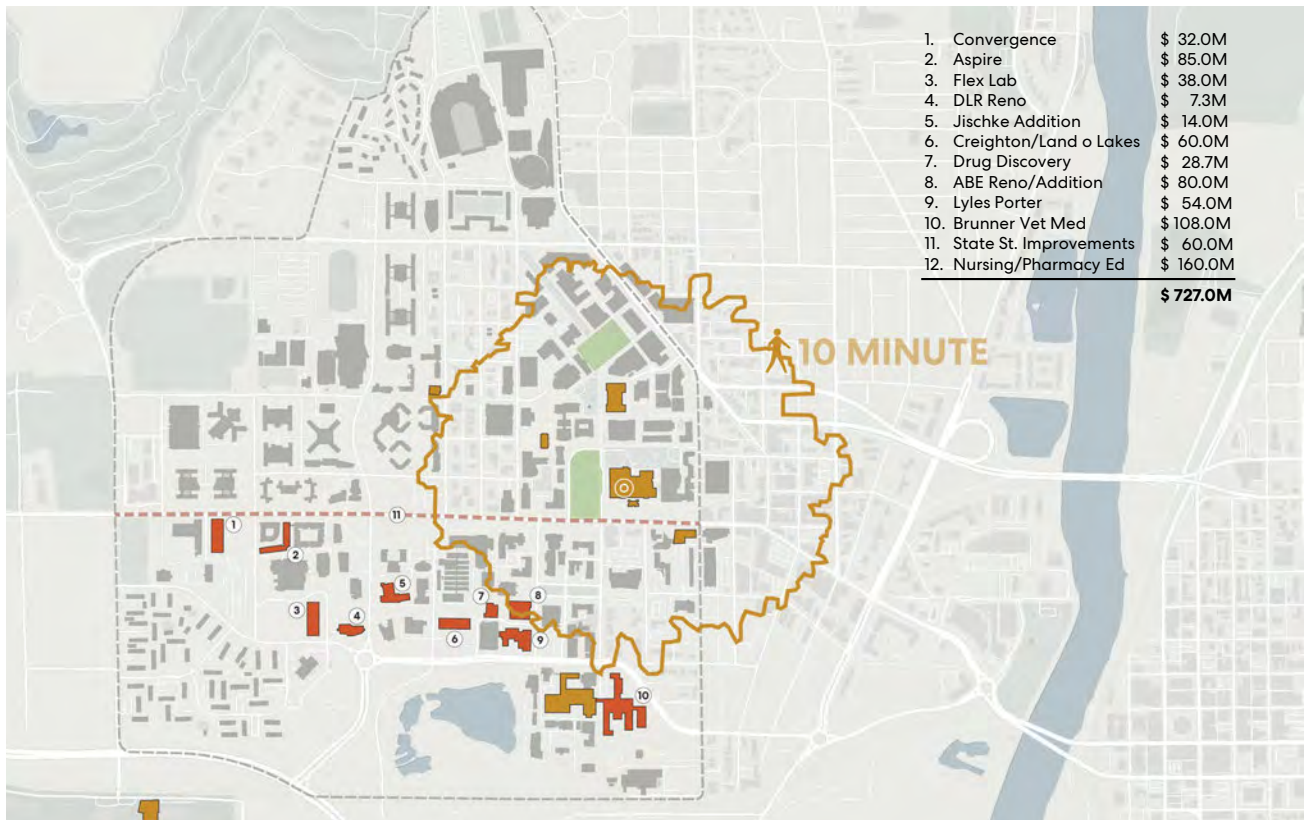 1. Convergence $ 32.0M
2. Aspire $ 85.0M
3. Flex Lab $ 38.0M
4. DLR Reno $ 7.3M
5. Jischke Addition $ 14.0M
6. Creighton/Land o Lakes $ 60.0M
7. Drug Discovery $ 28.7M
8. ABE Reno/Addition $ 80.0M
9. Lyles Porter $ 54.0M
10. Brunner Vet Med $ 108.0M
11. State St. Improvements $ 60.0M
12. Nursing/Pharmacy Ed $ 160.0M
$ 727.0M
10 MINUTE
11
1
2
5
7
8
3
4
6
9
10